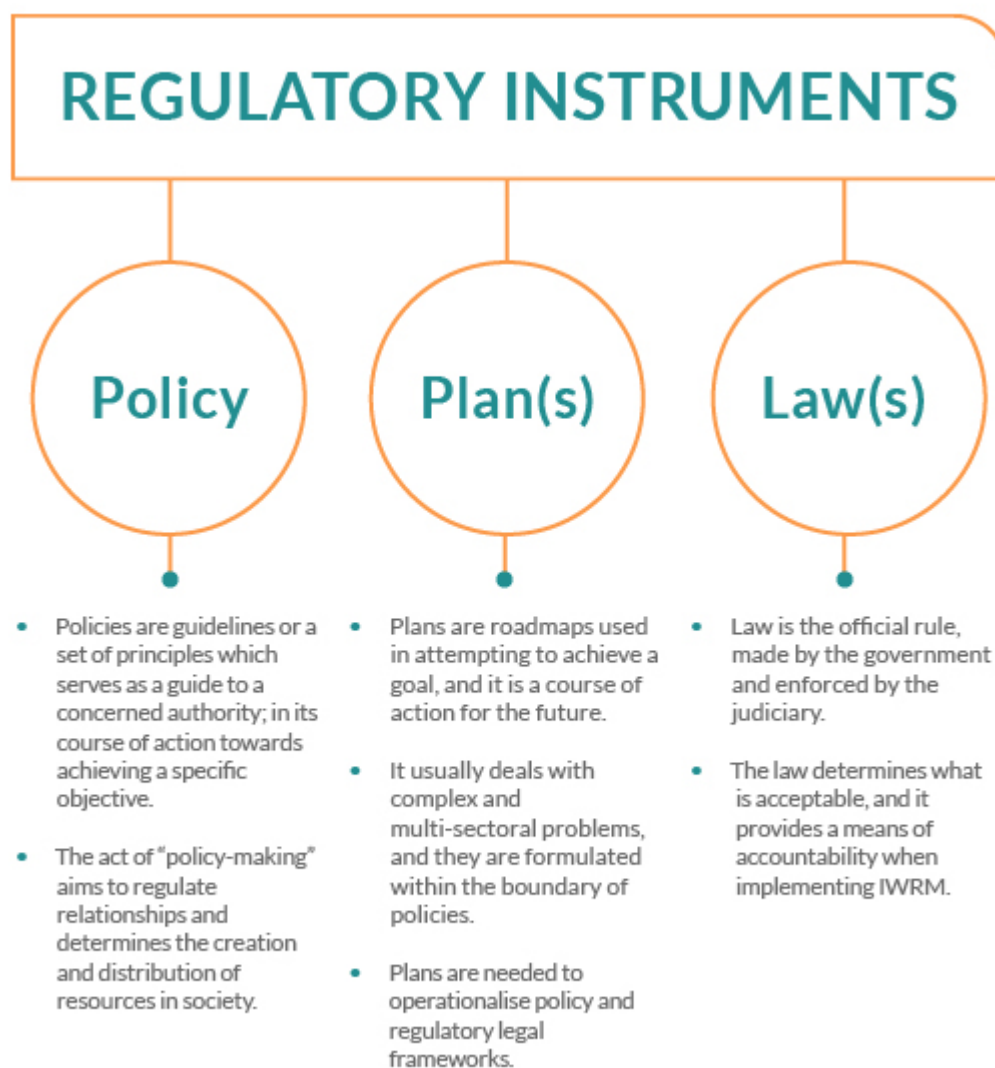 REGULATORY INSTRUMENTS
Policy
Plan(s)
Law(s)
• Policies are guidelines or a
set of principles which
serves as a guide to a
concerned authority; in its
course of action towards
achieving a specific
objective.
• The act of “policy-making”
aims to regulate
relationships and
determines the creation
and distribution of
resources in society.
• Plans are roadmaps used
in attempting to achieve a
goal, and it is a course of
action for the future.
• It usually deals with
complex and
multi-sectoral problems,
and they are formulated
within the boundary of
policies.
• Plans are needed to
operationalise policy and
regulatory legal
frameworks.
• Law is the official rule,
made by the government
and enforced by the
judiciary.
• The law determines what
is acceptable, and it
provides a means of
accountability when
implementing IWRM.